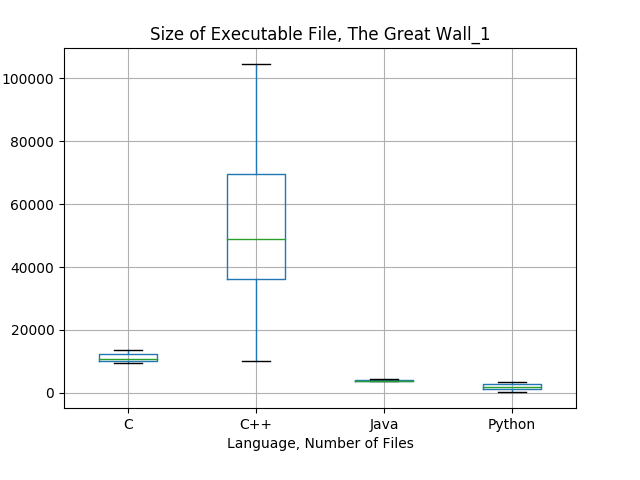 Size of Executable File, The Great Wall_1
100000
80000
60000
40000
20000
0
C C++ Java Python
Language, Number of Files